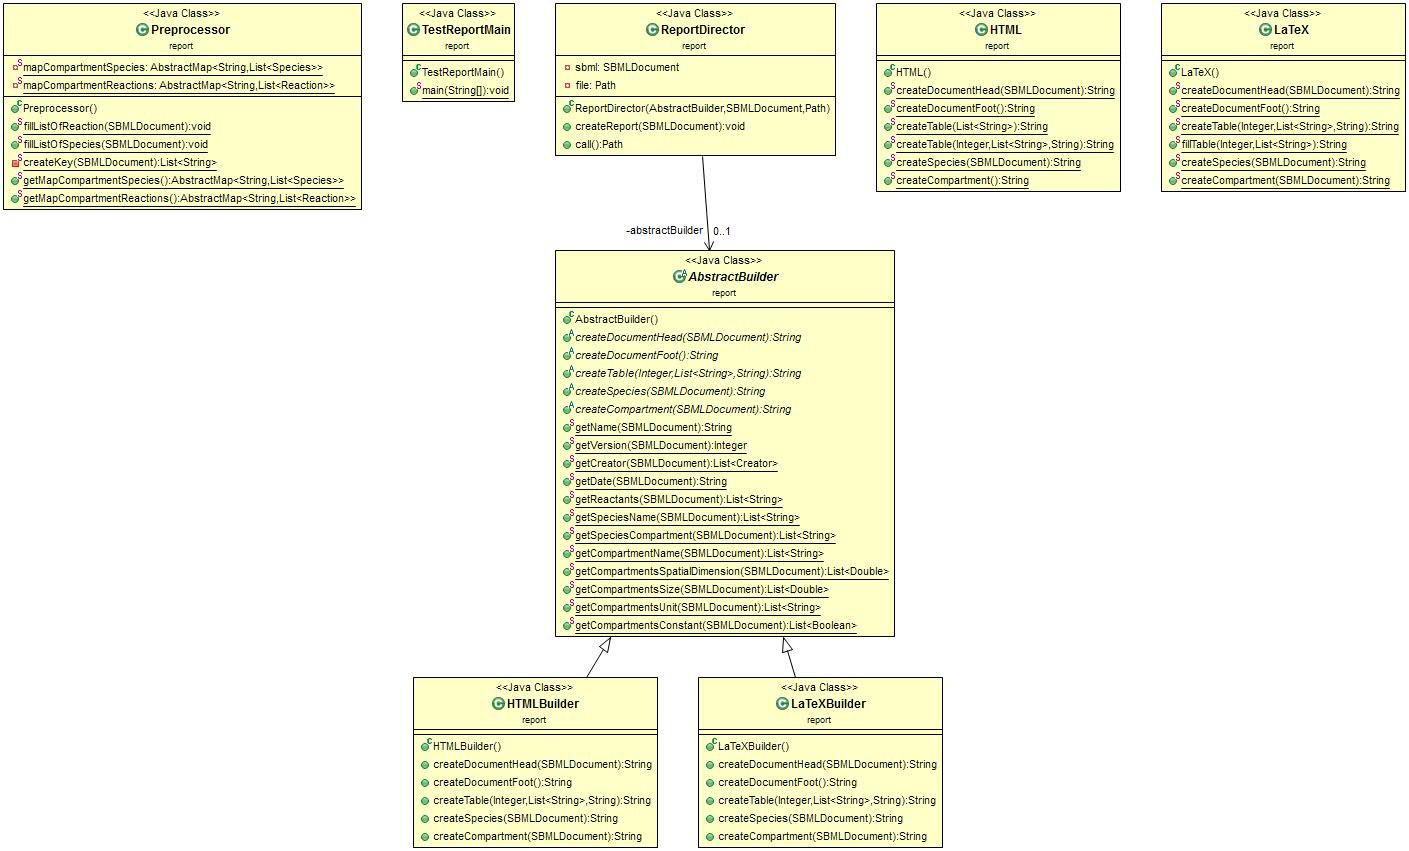 <<Java Class>>
Preprocessor
report
mapCompartmentSpecies: AbstractMap<String,List<Species>>
mapCompartmentReactions: AbstractMap<String,List<Reaction>>
Preprocessor()
fillListOfReaction(SBMLDocument):void
fillListOfSpecies(SBMLDocument):void
createKey(SBMLDocument):List<String>
getMapCompartmentSpecies():AbstractMap<String,List<Species>>
getMapCompartmentReactions():AbstractMap<String,List<Reaction>>
<<Java Class>>
TestReportMain
report
TestReportMain()
main(String[]):void
<<Java Class>>
ReportDirector
report
sbml: SBMLDocument
file: Path
ReportDirector(AbstractBuilder,SBMLDocument,Path)
createReport(SBMLDocument):void
call():Path
<<Java Class>>
HTML
report
HTML()
createDocumentHead(SBMLDocument):String
createDocumentFoot():String
createTable(List<String>):String
createTable(Integer,List<String>,String):String
createSpecies(SBMLDocument):String
createCompartment():String
<<Java Class>>
LaTeX
report
LaTeX()
createDocumentHead(SBMLDocument):String
createDocumentFoot():String
createTable(Integer,List<String>,String):String
fillTable(Integer,List<String>):String
createSpecies(SBMLDocument):String
createCompartment(SBMLDocument):String
-abstractBuilder 0..1
<<Java Class>>
AbstractBuilder
report
AbstractBuilder()
createDocumentHead(SBMLDocument):String
createDocumentFoot():String
createTable(Integer,List<String>,String):String
createSpecies(SBMLDocument):String
createCompartment(SBMLDocument):String
getName(SBMLDocument):String
getVersion(SBMLDocument):Integer
getCreator(SBMLDocument):List<Creator>
getDate(SBMLDocument):String
getReactants(SBMLDocument):List<String>
getSpeciesName(SBMLDocument):List<String>
getSpeciesCompartment(SBMLDocument):List<String>
getCompartmentName(SBMLDocument):List<String>
getCompartmentsSpatialDimension(SBMLDocument):List<Double>
getCompartmentsSize(SBMLDocument):List<Double>
getCompartmentsUnit(SBMLDocument):List<String>
getCompartmentsConstant(SBMLDocument):List<Boolean>
<<Java Class>>
HTMLBuilder
report
HTMLBuilder()
createDocumentHead(SBMLDocument):String
createDocumentFoot():String
createTable(Integer,List<String>,String):String
createSpecies(SBMLDocument):String
createCompartment(SBMLDocument):String
<<Java Class>>
LaTeXBuilder
report
LaTeXBuilder()
createDocumentHead(SBMLDocument):String
createDocumentFoot():String
createTable(Integer,List<String>,String):String
createSpecies(SBMLDocument):String
createCompartment(SBMLDocument):String